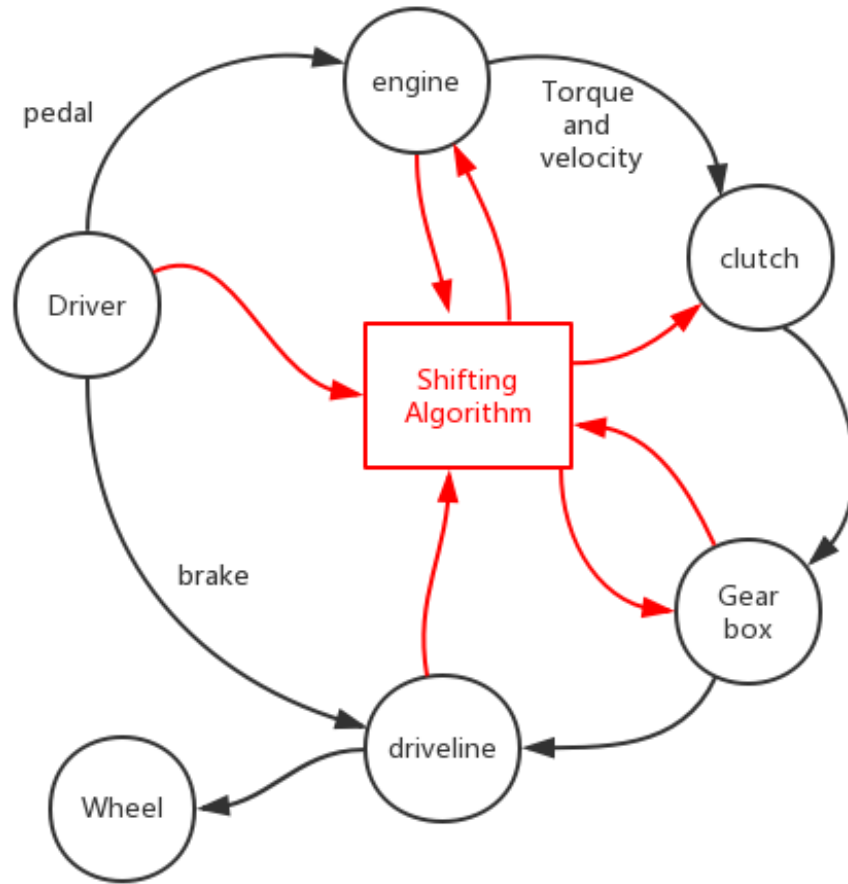 engine
pedal
Torque
and
velocity
clutch
Driver
Shifting
Algorithm
brake
Gear
box
driveline
Wheel